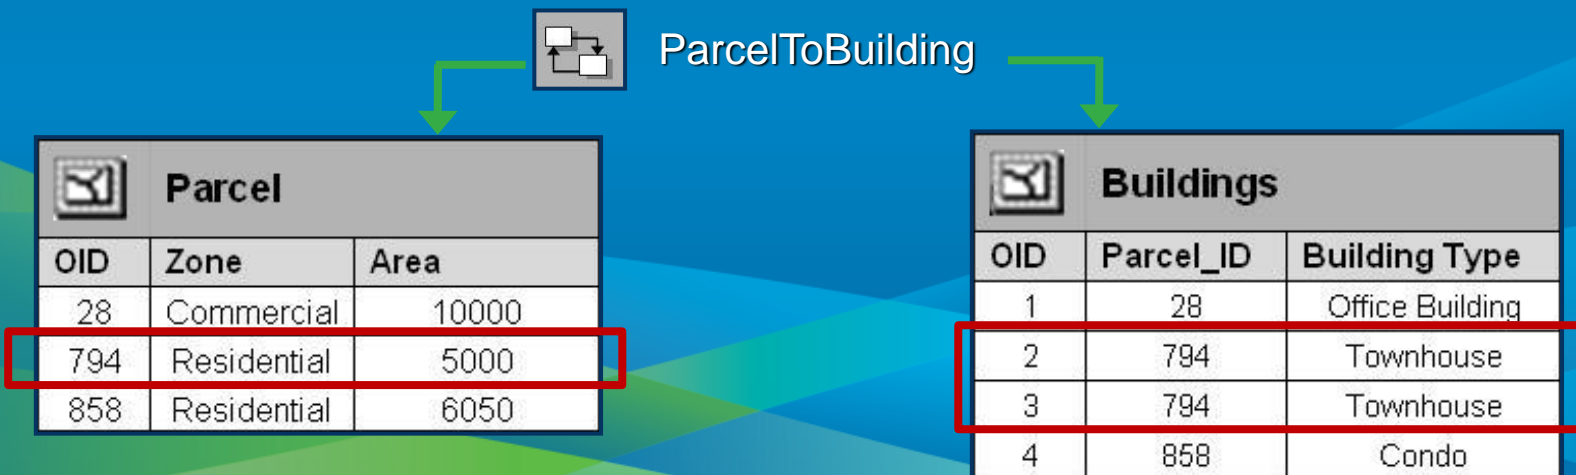 ParcelToBuilding
Parcel
OID Zone Area
28 Commercial 10000
794 Residential 5000
858 Residential 6050
Buildings
OID Parcel_ID Building Type
1 28 Office Building
2 794 Townhouse
3 794 Townhouse
4 858 Condo